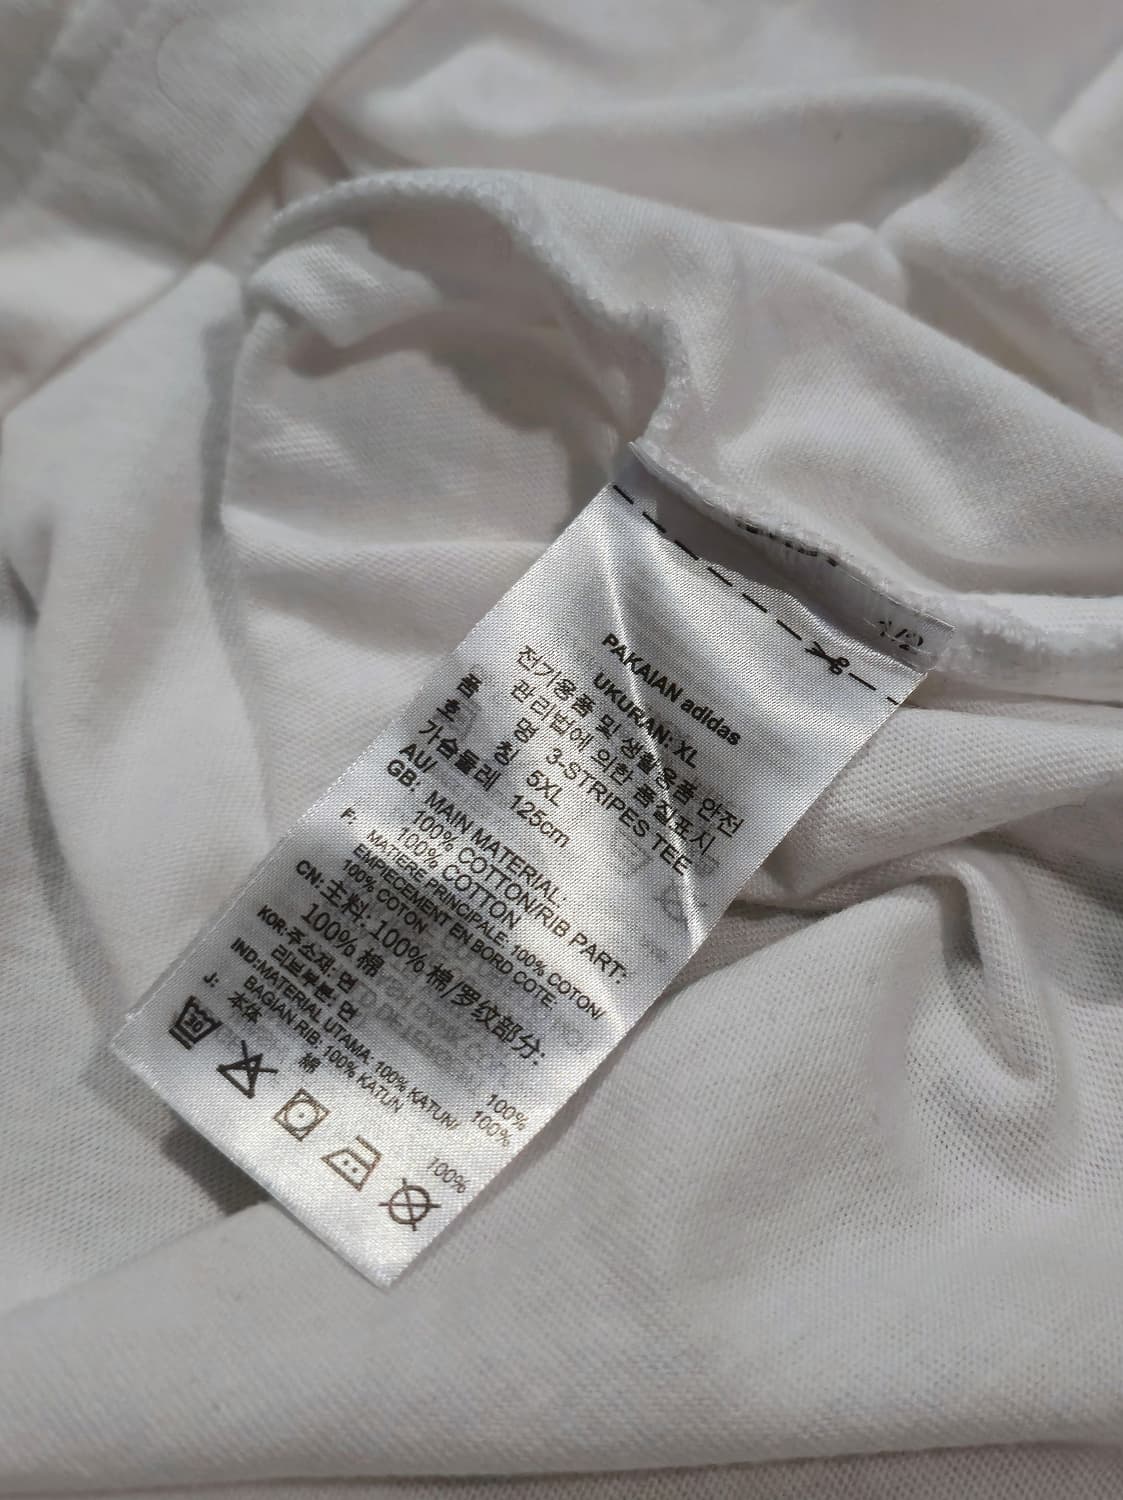 1/2
PAKAIAN adidas
UKURAN: XL
전기용품 및 생활용품 안전
관리법에 의한 품질표시
품 명 3-STRIPES TEE
호 칭 5XL
가슴둘레 125cm
AU/
GB: MAIN MATERIAL:
100% COTTON/RIB PART:
100% COTTON
F: MATIERE PRINCIPALE: 100% COTON/
EMPIECEMENT EN BORD COTE:
100% COTON
CN: 主料: 100% 棉/罗纹部分:
100% 棉
KOR: 주소재: 면 100%
리브부분: 면 100%
IND: MATERIAL UTAMA: 100% KATUN/
BAGIAN RIB: 100% KATUN
J: 本体 綿 100%
30